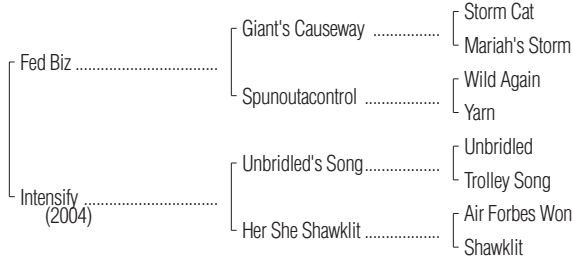 Storm Cat
Giant's Causeway ..................
Mariah's Storm
Fed Biz .................................
Wild Again
Spunoutacontrol ..................
Yarn
Unbridled
Unbridled's Song..................
Trolley Song
Intensify ...............................
(2004)
Air Forbes Won
Her She Shawklit ..................
Shawklit